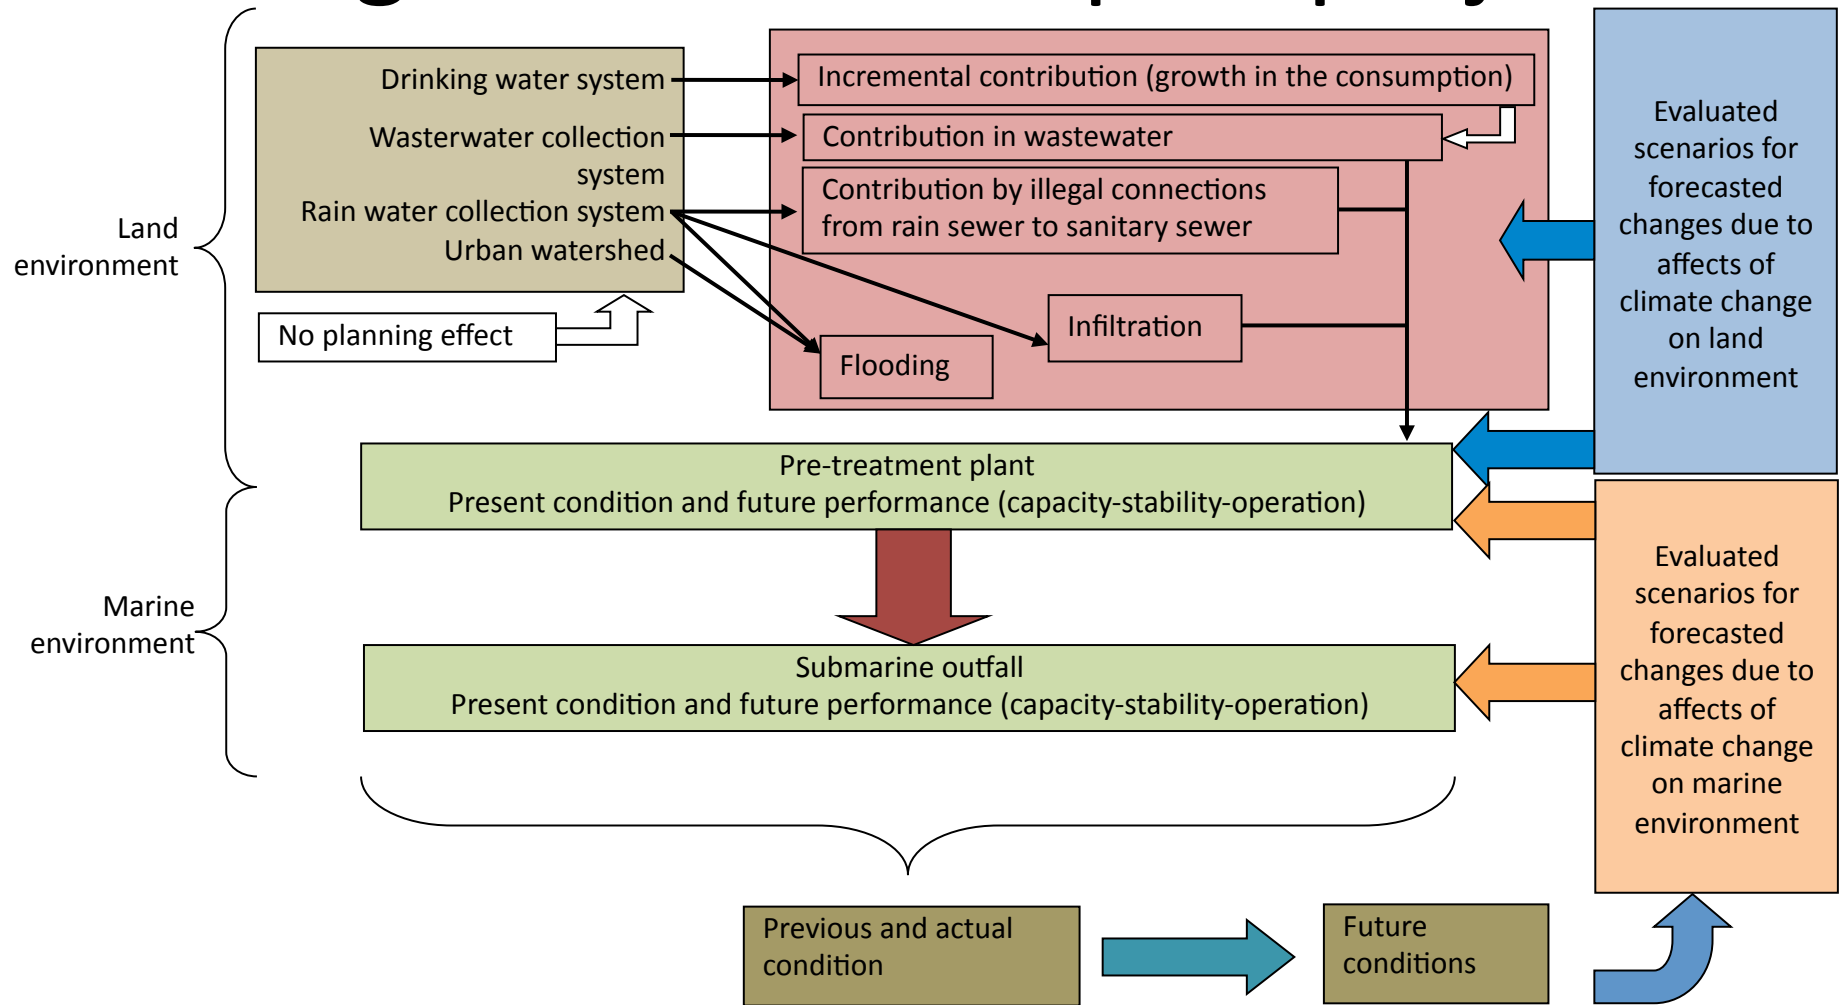 Drinking water system
Wasterwater collection
system
Rain water collection system
Urban watershed
Incremental contribution (growth in the consumption)
Contribution in wastewater
Contribution by illegal connections
from rain sewer to sanitary sewer
Infiltration
Flooding
No planning effect
Land
environment
Evaluated
scenarios for
forecasted
changes due to
affects of
climate change
on land
environment
Pre-treatment plant
Present condition and future performance (capacity-stability-operation)
Marine
environment
Submarine outfall
Present condition and future performance (capacity-stability-operation)
Evaluated
scenarios for
forecasted
changes due to
affects of
climate change
on marine
environment
Previous and actual
condition
Future
conditions